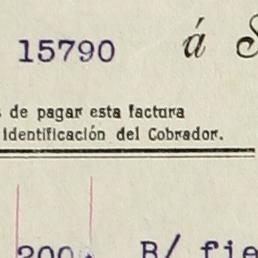 15790 á
de pagar esta factura
identificación del Cobrador.
200 B/ fie